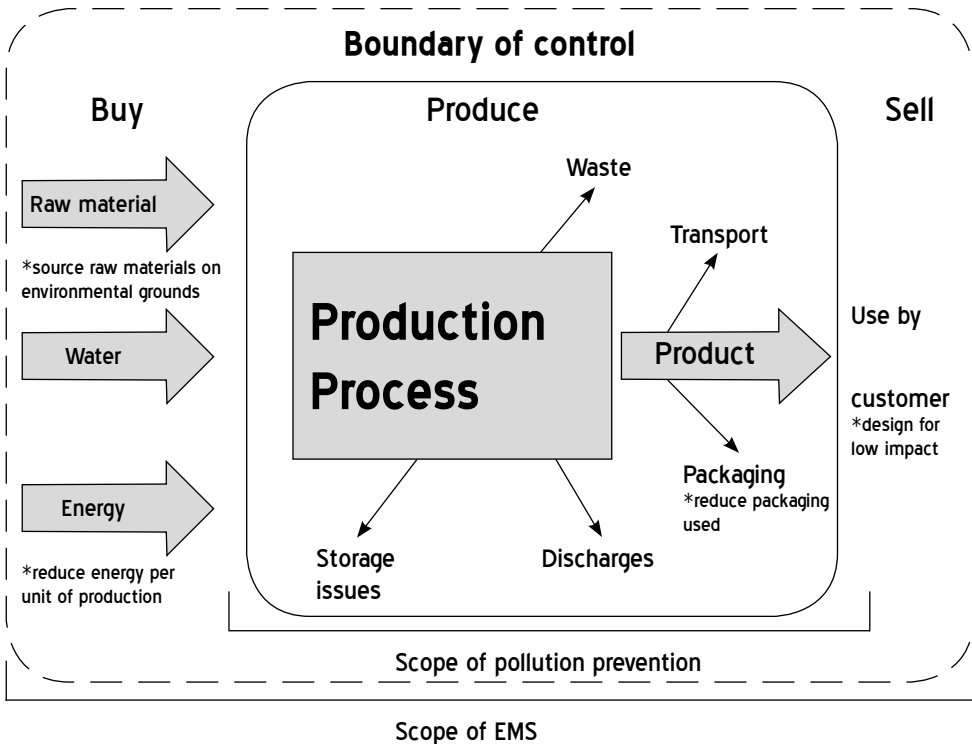 Boundary of control
Buy
Produce
Sell
Raw material
*source raw materials on
environmental grounds
Water
Energy
*reduce energy per
unit of production
Waste
Transport
Production
Process
Product
Packaging
*reduce packaging
used
Storage
issues
Discharges
Use by
customer
*design for
low impact
Scope of pollution prevention
Scope of EMS